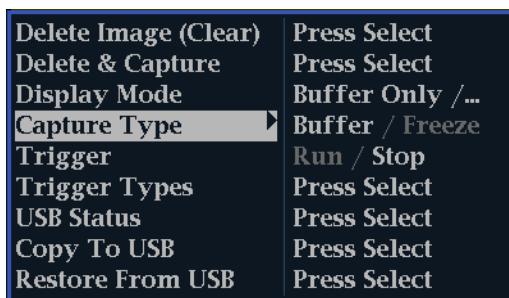 Delete Image (Clear) Press Select
Delete & Capture Press Select
Display Mode Buffer Only /...
Capture Type Buffer / Freeze
Trigger Run / Stop
Trigger Types Press Select
USB Status Press Select
Copy To USB Press Select
Restore From USB Press Select